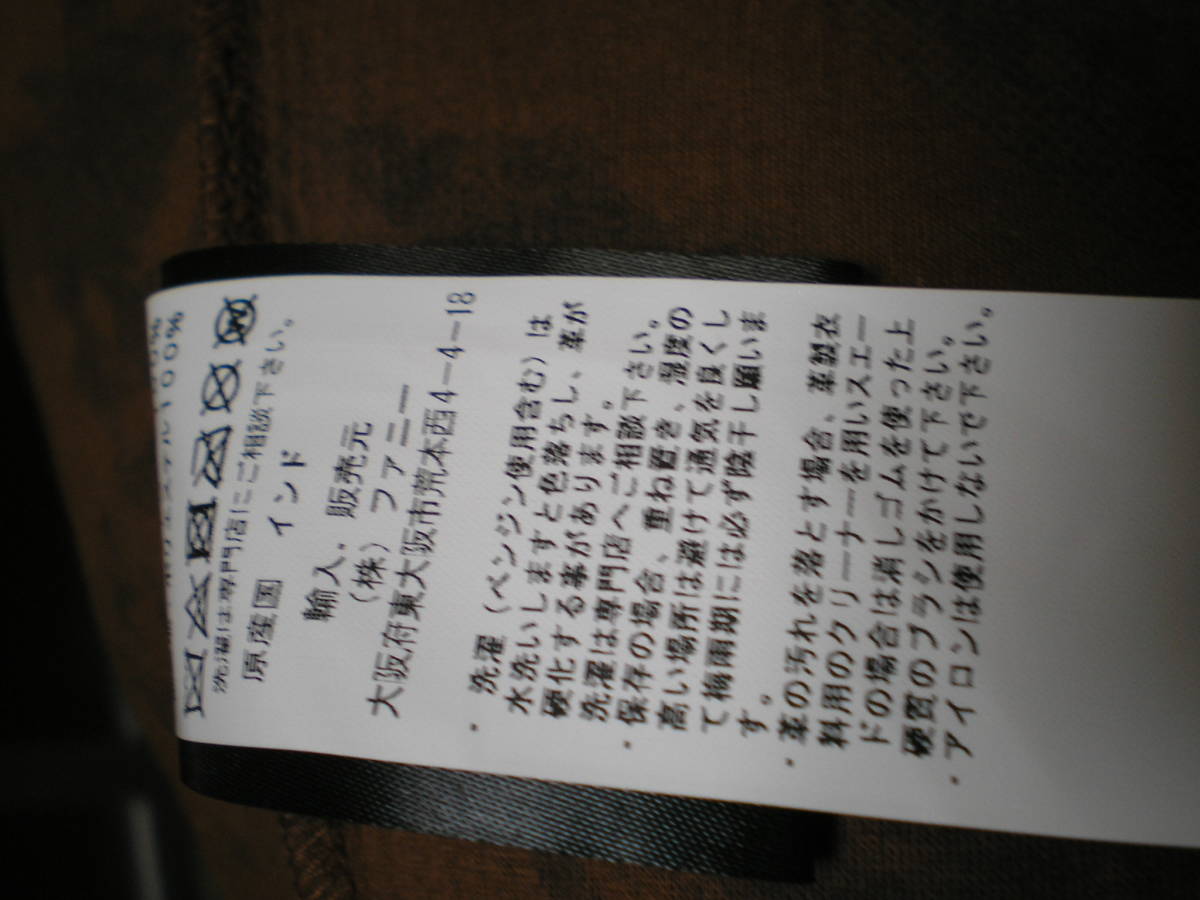 ポリエステル100%
洗濯は専門店にご相談下さい。
原産国 インド
輸入、販売元
(株) ファニー
大阪府東大阪市荒本西4-4-18
・洗濯（ベンジン使用含む）は
水洗いしますと色落ちし、革が
硬化する事があります。
洗濯は専門店へご相談下さい。
・保存の場合、重ね置き、湿度の
高い場所は避けて通気を良くし
て梅雨期には必ず陰干し願いま
す。
・革の汚れを落とす場合、革製衣
料用のクリーナーを用いスエー
ドの場合は消しゴムを使った上
硬質のブラシをかけて下さい。
・アイロンは使用しないで下さい。